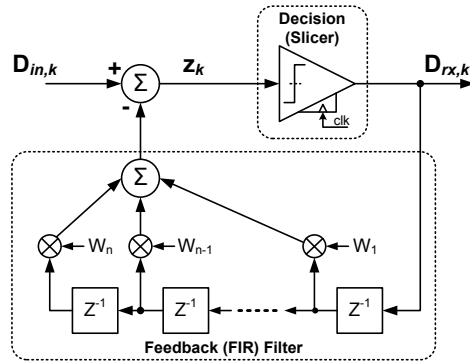 Decision
(Slicer)
D_in,k
+
Σ
-
z_k
clk
D_rx,k
Σ
W_n
W_n-1
W_1
Z^-1
Z^-1
Z^-1
Feedback (FIR) Filter